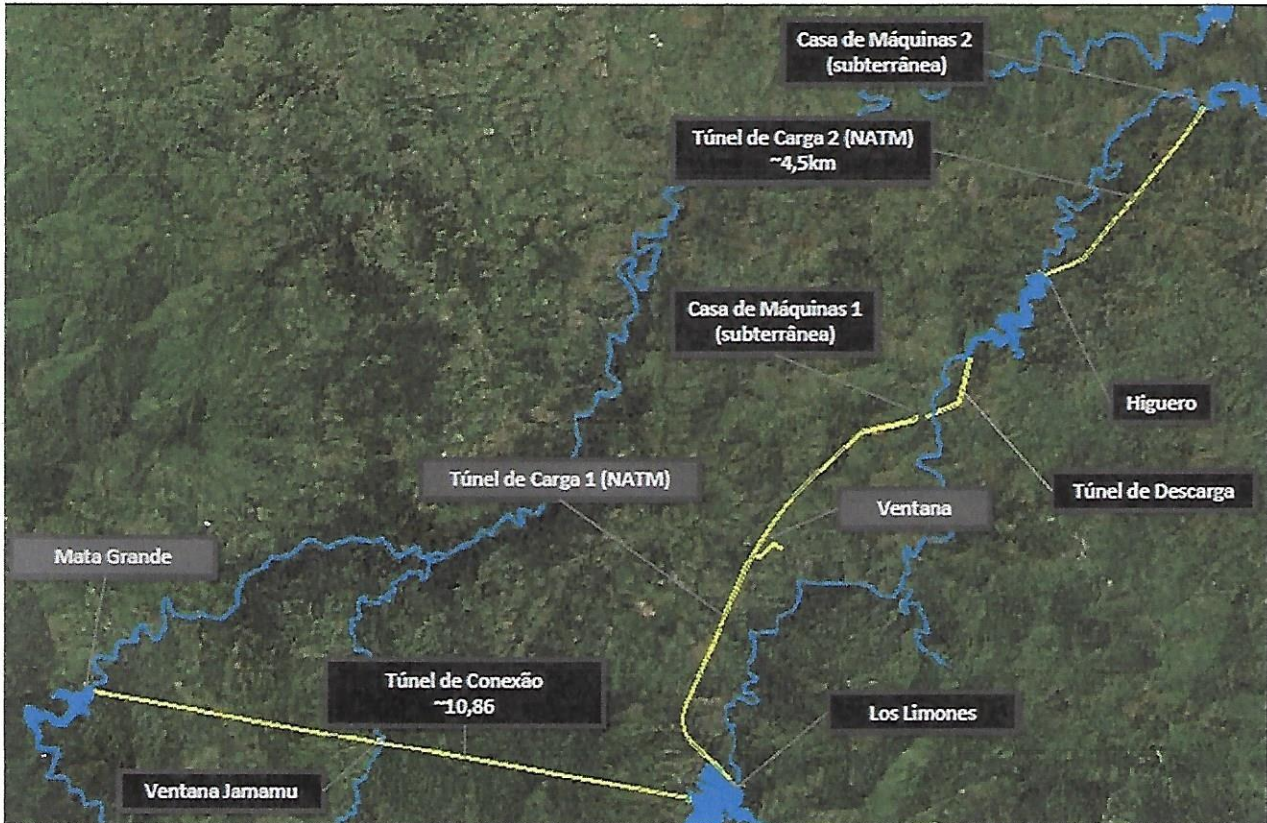 Casa de Máquinas 2
(subterrânea)
Túnel de Carga 2 (NATM)
~4,5km
Casa de Máquinas 1
(subterrânea)
Higuero
Túnel de Carga 1 (NATM)
Túnel de Descarga
Ventana
Mata Grande
Túnel de Conexão
~10,86
Los Limones
Ventana Jamamu